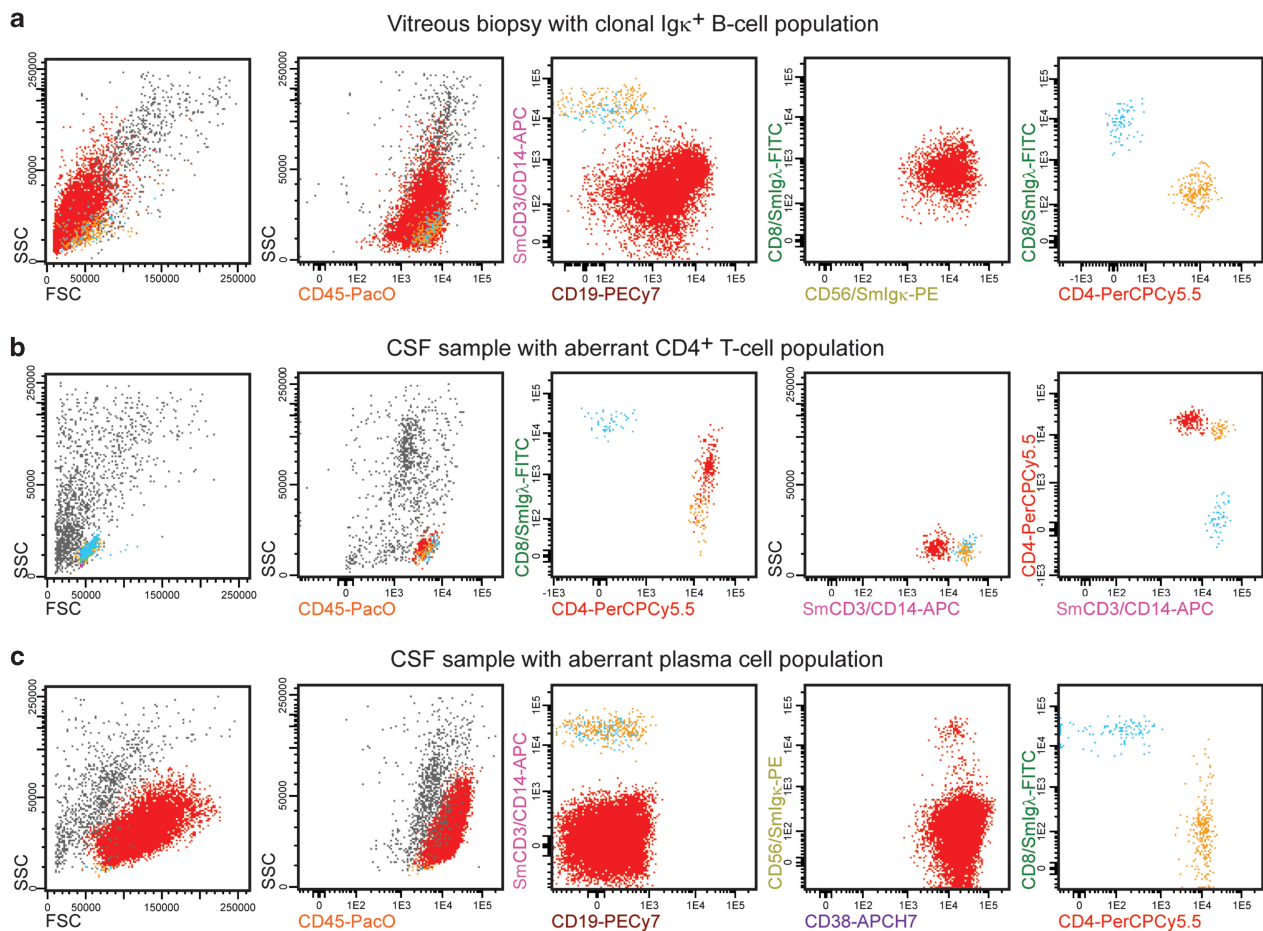 a
Vitreous biopsy with clonal Igκ+ B-cell population
SSC
250000
50000
0
0 50000 150000 250000
FSC
SSC
250000
50000
0
0 1E2 1E3 1E4 1E5
CD45-PacO
SmCD3/CD14-APC
1E5
1E4
1E3
1E2
0
0 1E2 1E3 1E4 1E5
CD19-PECy7
CD8/SmIgλ-FITC
1E5
1E4
1E3
1E2
0
0 1E2 1E3 1E4 1E5
CD56/SmIgκ-PE
CD8/SmIgλ-FITC
1E5
1E4
1E3
1E2
0
-1E3 0 1E3 1E4 1E5
CD4-PerCPCy5.5
b
CSF sample with aberrant CD4+ T-cell population
SSC
250000
50000
0
0 50000 150000 250000
FSC
SSC
250000
50000
0
0 1E3 1E4 1E5
CD45-PacO
CD8/SmIgλ-FITC
1E5
1E4
1E3
1E2
0
-1E3 0 1E3 1E4 1E5
CD4-PerCPCy5.5
SSC
250000
50000
0
0 1E2 1E3 1E4 1E5
SmCD3/CD14-APC
CD4-PerCPCy5.5
1E5
1E4
1E3
0
-1E3
0 1E2 1E3 1E4 1E5
SmCD3/CD14-APC
c
CSF sample with aberrant plasma cell population
SSC
250000
50000
0
0 50000 150000 250000
FSC
SSC
250000
50000
0
0 1E3 1E4 1E5
CD45-PacO
SmCD3/CD14-APC
1E5
1E4
1E3
0
0 1E3 1E4 1E5
CD19-PECy7
CD56/SmIgκ-PE
1E5
1E4
1E3
1E2
0
0 1E2 1E3 1E4 1E5
CD38-APCH7
CD8/SmIgλ-FITC
1E5
1E4
1E3
1E2
0
0 1E2 1E3 1E4 1E5
CD4-PerCPCy5.5